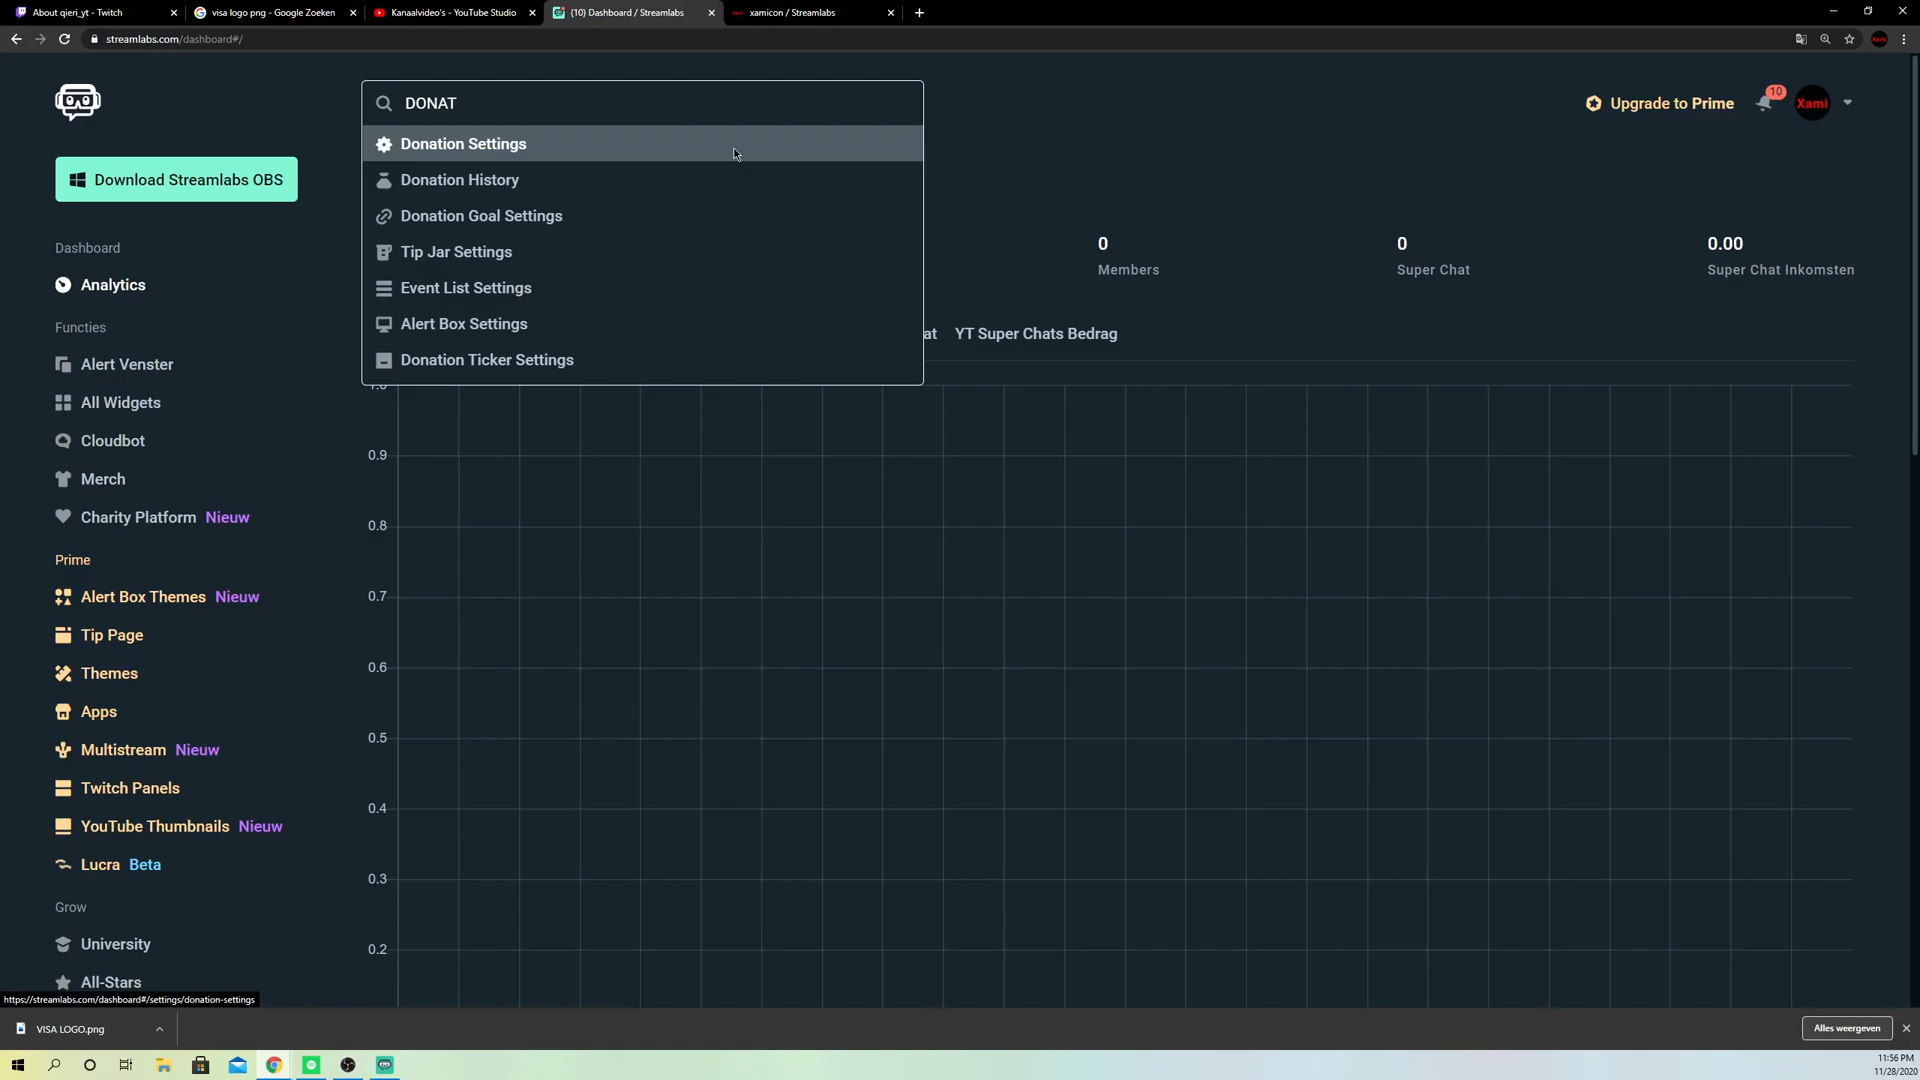 About qieri_yt - Twitch
visa logo png - Google Zoeken
Kanaalvideo's - YouTube Studio
(10) Dashboard / Streamlabs
xamicon / Streamlabs
streamlabs.com/dashboard#/
DONAT
Upgrade to Prime
10
Xami
Donation Settings
Donation History
Donation Goal Settings
Tip Jar Settings
Event List Settings
Alert Box Settings
Donation Ticker Settings
Download Streamlabs OBS
Dashboard
Analytics
Functies
Alert Venster
All Widgets
Cloudbot
Merch
Charity Platform Nieuw
Prime
Alert Box Themes Nieuw
Tip Page
Themes
Apps
Multistream Nieuw
Twitch Panels
YouTube Thumbnails Nieuw
Lucra Beta
Grow
University
All-Stars
0
Members
0
Super Chat
0.00
Super Chat Inkomsten
at YT Super Chats Bedrag
1.0
0.9
0.8
0.7
0.6
0.5
0.4
0.3
0.2
https://streamlabs.com/dashboard#/settings/donation-settings
VISA LOGO.png
Alles weergeven
11:56 PM
11/28/2020